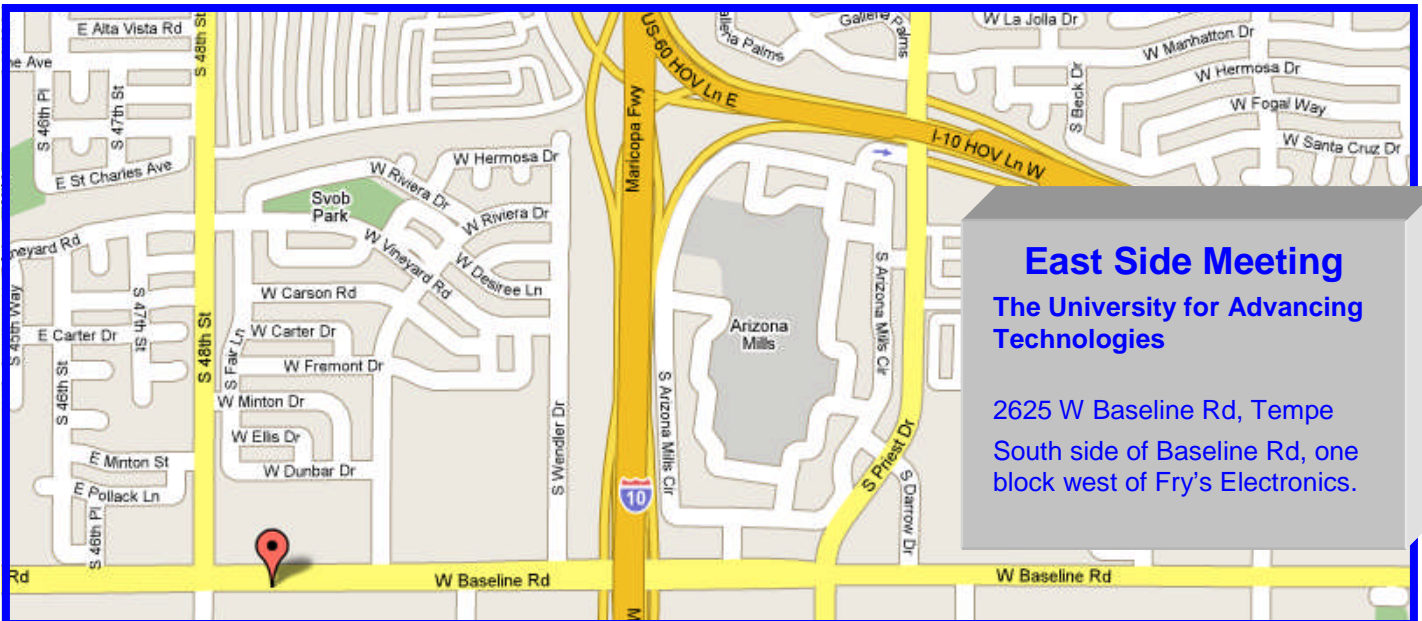 E Alta Vista Rd
S 48th St
US-60 HOV Ln E
Maricopa Fwy
Palms
Gallena Palms
W La Jolla Dr
W Manhatton Dr
W Hermosa Dr
W Fogal Way
W Santa Cruz Dr
S Beck Dr
I-10 HOV Ln W
ne Ave
S 46th Pl
S 47th St
E St Charles Ave
W Hermosa Dr
W Riviera Dr
Svob
Park
W Riviera Dr
W Vineyard Rd
W Desiree Ln
neyard Rd
S 45th Way
S 47th St
E Carter Dr
S 46th St
S 48th St
S Fair Ln
W Carson Rd
W Carter Dr
W Fremont Dr
W Minton Dr
W Ellis Dr
W Dunbar Dr
E Minton St
E Pollack Ln
S 46th Pl
S Wendler Dr
S Arizona Mills Cir
Arizona
Mills
S Arizona Mills Cir
S Priest Dr
S Darrow Dr
10
Rd
W Baseline Rd
W Baseline Rd
M
East Side Meeting
The University for Advancing
Technologies
2625 W Baseline Rd, Tempe
South side of Baseline Rd, one
block west of Fry's Electronics.